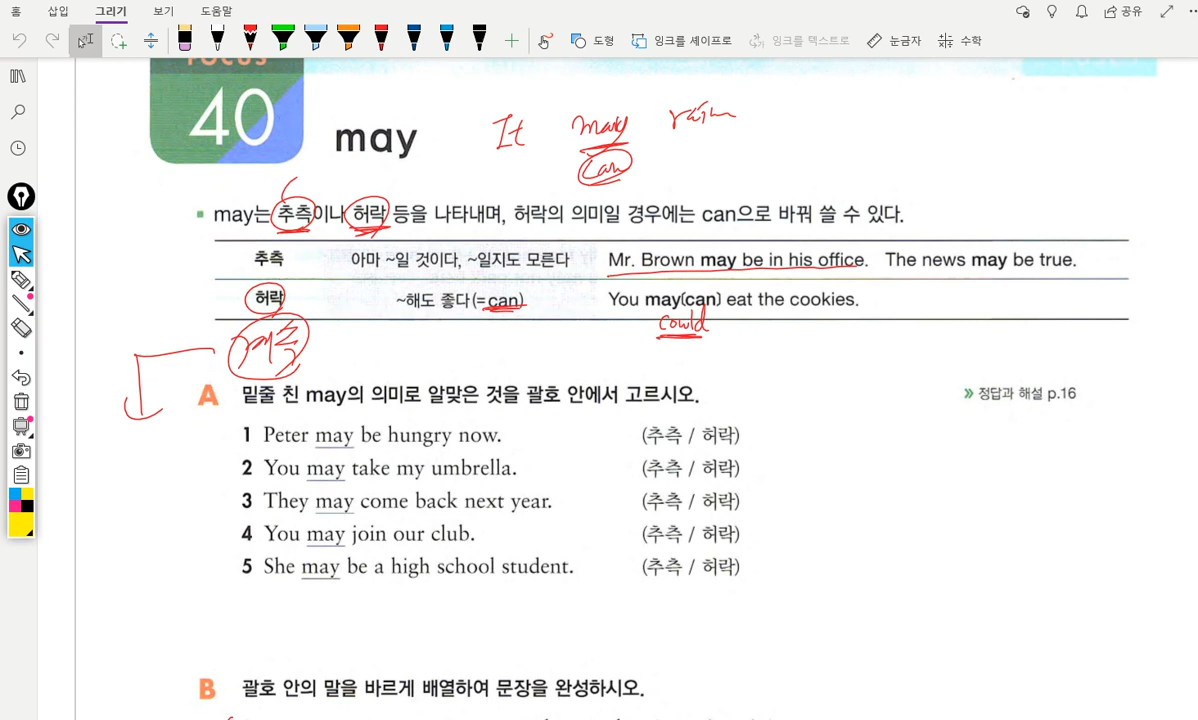 홈 삽입 그리기 보기 도움말 공유
도형 잉크를 셰이프로 잉크를 텍스트로 눈금자 수학
FOCUS
40
may
It may rain
can
may는 추측이나 허락 등을 나타내며, 허락의 의미일 경우에는 can으로 바꿔 쓸 수 있다.
추측 아마 ~일 것이다, ~일지도 모른다 Mr. Brown may be in his office. The news may be true.
허락 ~해도 좋다(=can) You may(can) eat the cookies.
could
A 밑줄 친 may의 의미로 알맞은 것을 괄호 안에서 고르시오. 정답과 해설 p.16
1 Peter may be hungry now. (추측 / 허락)
2 You may take my umbrella. (추측 / 허락)
3 They may come back next year. (추측 / 허락)
4 You may join our club. (추측 / 허락)
5 She may be a high school student. (추측 / 허락)
B 괄호 안의 말을 바르게 배열하여 문장을 완성하시오.